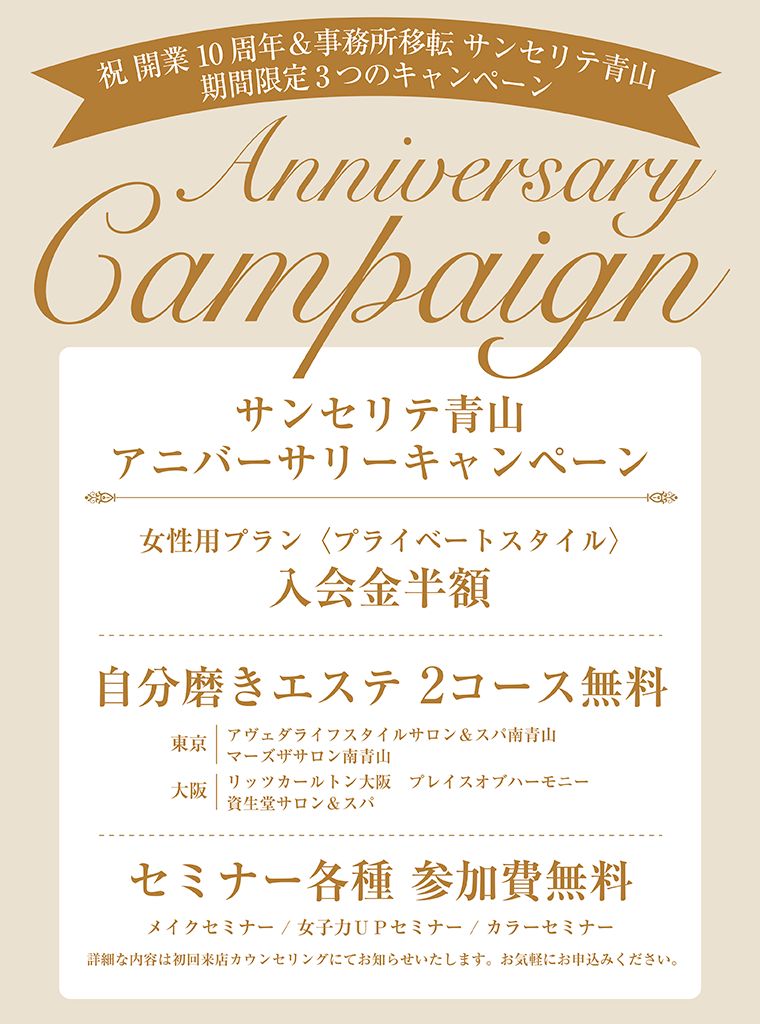 祝 開業 10 周年＆事務所移転 サンセリテ青山
期間限定３つのキャンペーン
Anniversary
Campaign
サンセリテ青山
アニバーサリーキャンペーン
女性用プラン〈プライベートスタイル〉
入会金半額
自分磨きエステ 2コース無料
東京
アヴェダライフスタイルサロン＆スパ南青山
マーズザサロン南青山
大阪
リッツカールトン大阪　プレイスオブハーモニー
資生堂サロン＆スパ
セミナー各種 参加費無料
メイクセミナー / 女子力ＵＰセミナー / カラーセミナー
詳細な内容は初回来店カウンセリングにてお知らせいたします。お気軽にお申込みください。